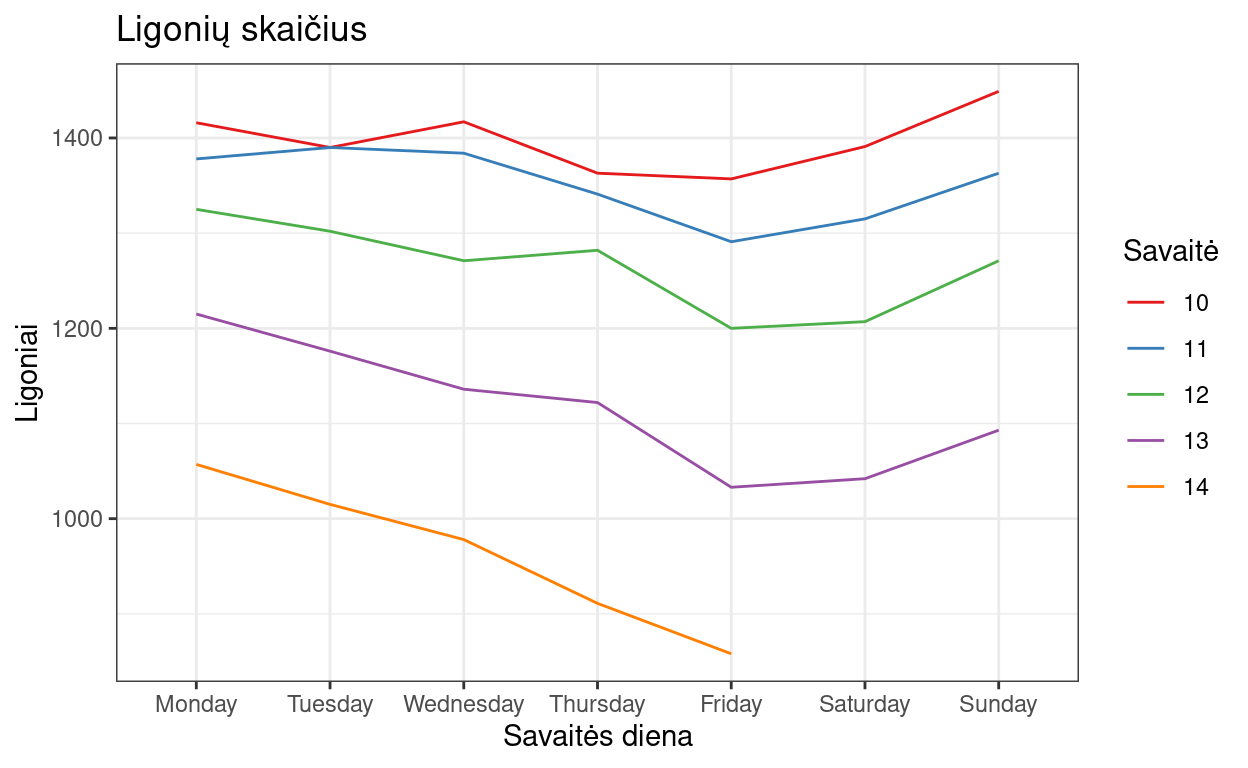 Ligonių skaičius
Ligoniai
1400
1200
1000
Monday Tuesday Wednesday Thursday Friday Saturday Sunday
Savaitės diena
Savaitė
10
11
12
13
14